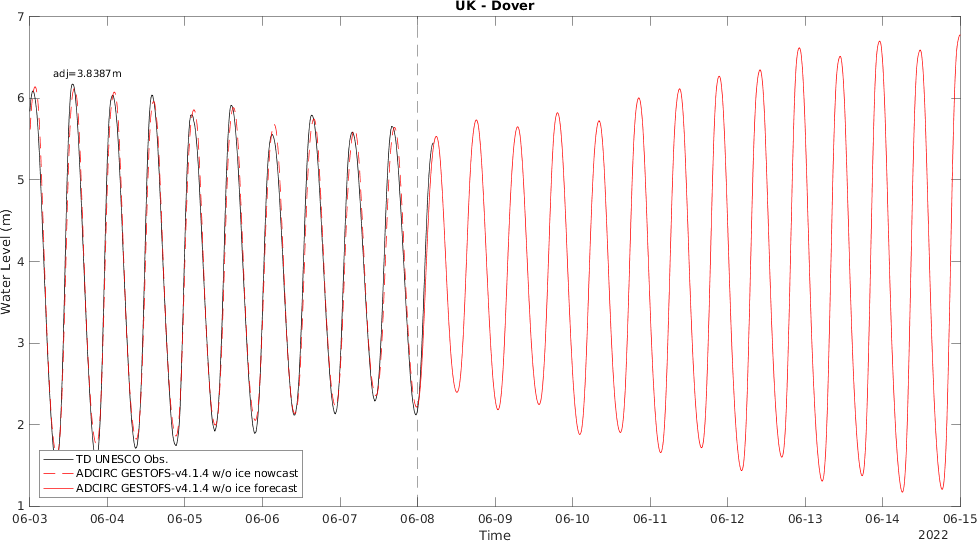 UK - Dover
7
adj=3.8387m
6
5
4
3
2
1
Water Level (m)
TD UNESCO Obs.
ADCIRC GESTOFS-v4.1.4 w/o ice nowcast
ADCIRC GESTOFS-v4.1.4 w/o ice forecast
06-03 06-04 06-05 06-06 06-07 06-08 06-09 06-10 06-11 06-12 06-13 06-14 06-15
Time
2022